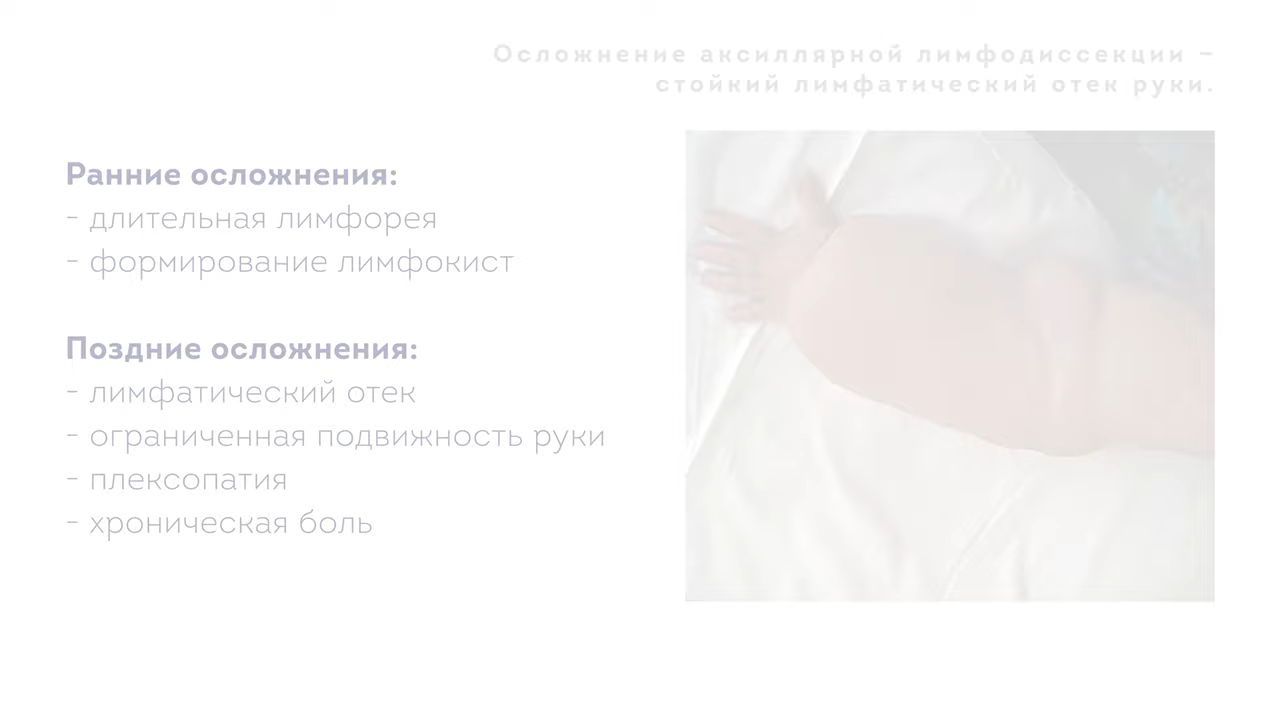 Осложнение аксиллярной лимфодиссекции –
стойкий лимфатический отек руки.
Ранние осложнения:
- длительная лимфорея
- формирование лимфокист
Поздние осложнения:
- лимфатический отек
- ограниченная подвижность руки
- плексопатия
- хроническая боль